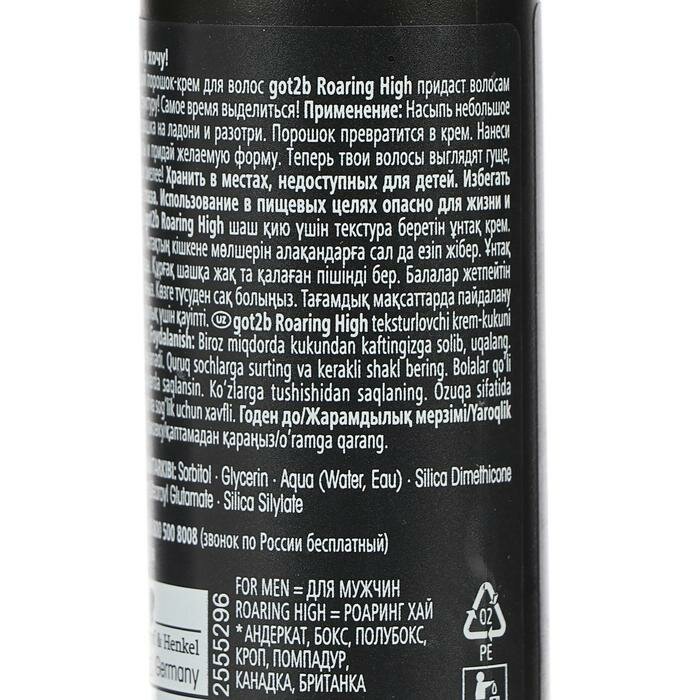 я хочу!
порошок-крем для волос got2b Roaring High придаст волосам
Самое время выделиться! Применение: Насыпь небольшое
на ладони и разотри. Порошок превратится в крем. Нанеси
и придай желаемую форму. Теперь твои волосы выглядят гуще,
Хранить в местах, недоступных для детей. Избегать
Использование в пищевых целях опасно для жизни и
got2b Roaring High шаш қию үшін текстура беретін ұнтақ крем.
кішкене мөлшерін алақандарға сал да езіп жібер. Ұнтақ
Құрғақ шашқа жақ та қалаған пішінді бер. Балалар жетпейтін
Көзге түсуден сақ болыңыз. Тағамдық мақсаттарда пайдалану
үшін қауіпті. UZ got2b Roaring High teksturlovchi krem-kukuni
Foydalanish: Biroz miqdorda kukundan kaftingizga solib, uqalang.
Quruq sochlarga surting va kerakli shakl bering. Bolalar qo'li
saqlansin. Ko'zlarga tushishidan saqlaning. Ozuqa sifatida
sog'lik uchun xavfli. Годен до/Жарамдылық мерзімі/Yaroqlik
қаптамадан қараңыз/o'ramga qarang.
TARKIBI: Sorbitol · Glycerin · Aqua (Water, Eau) · Silica Dimethicone
Glutamate · Silica Silylate
500 8008 (звонок по России бесплатный)
FOR MEN = ДЛЯ МУЖЧИН
ROARING HIGH = РОАРИНГ ХАЙ
* АНДЕРКАТ, БОКС, ПОЛУБОКС,
КРОП, ПОМПАДУР,
КАНАДКА, БРИТАНКА
& Henkel
Germany
2555296
02
PE